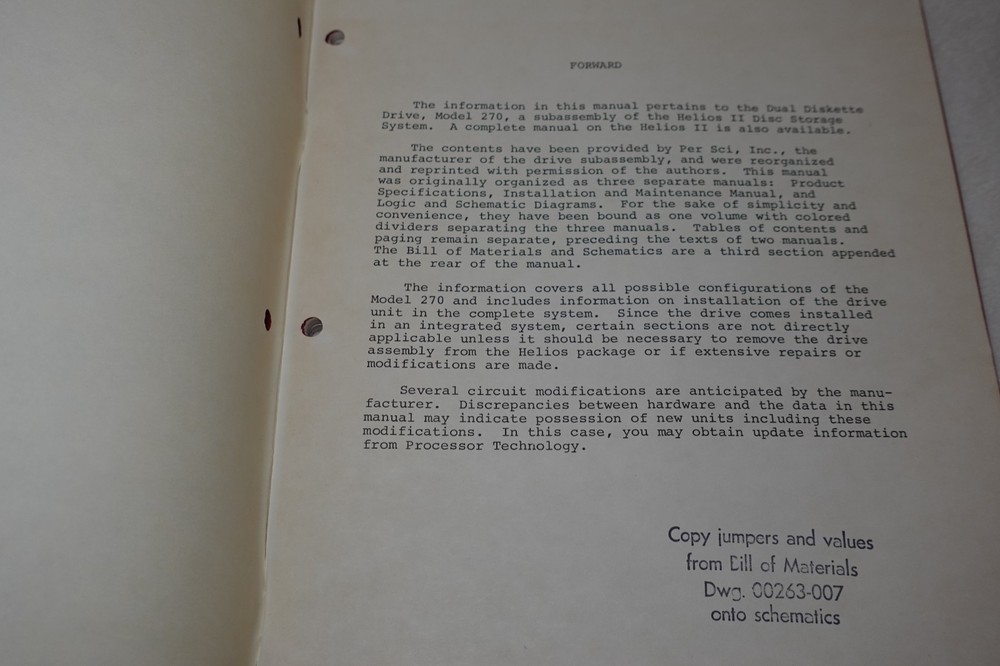 FORWARD
The information in this manual pertains to the Dual Diskette
Drive, Model 270, a subassembly of the Helios II Disc Storage
System. A complete manual on the Helios II is also available.
The contents have been provided by Per Sci, Inc., the
manufacturer of the drive subassembly, and were reorganized
and reprinted with permission of the authors. This manual
was originally organized as three separate manuals: Product
Specifications, Installation and Maintenance Manual, and
Logic and Schematic Diagrams. For the sake of simplicity and
convenience, they have been bound as one volume with colored
dividers separating the three manuals. Tables of contents and
paging remain separate, preceding the texts of two manuals.
The Bill of Materials and Schematics are a third section appended
at the rear of the manual.
The information covers all possible configurations of the
Model 270 and includes information on installation of the drive
unit in the complete system. Since the drive comes installed
in an integrated system, certain sections are not directly
applicable unless it should be necessary to remove the drive
assembly from the Helios package or if extensive repairs or
modifications are made.
Several circuit modifications are anticipated by the manu-
facturer. Discrepancies between hardware and the data in this
manual may indicate possession of new units including these
modifications. In this case, you may obtain update information
from Processor Technology.
Copy jumpers and values
from Bill of Materials
Dwg. 00263-007
onto schematics